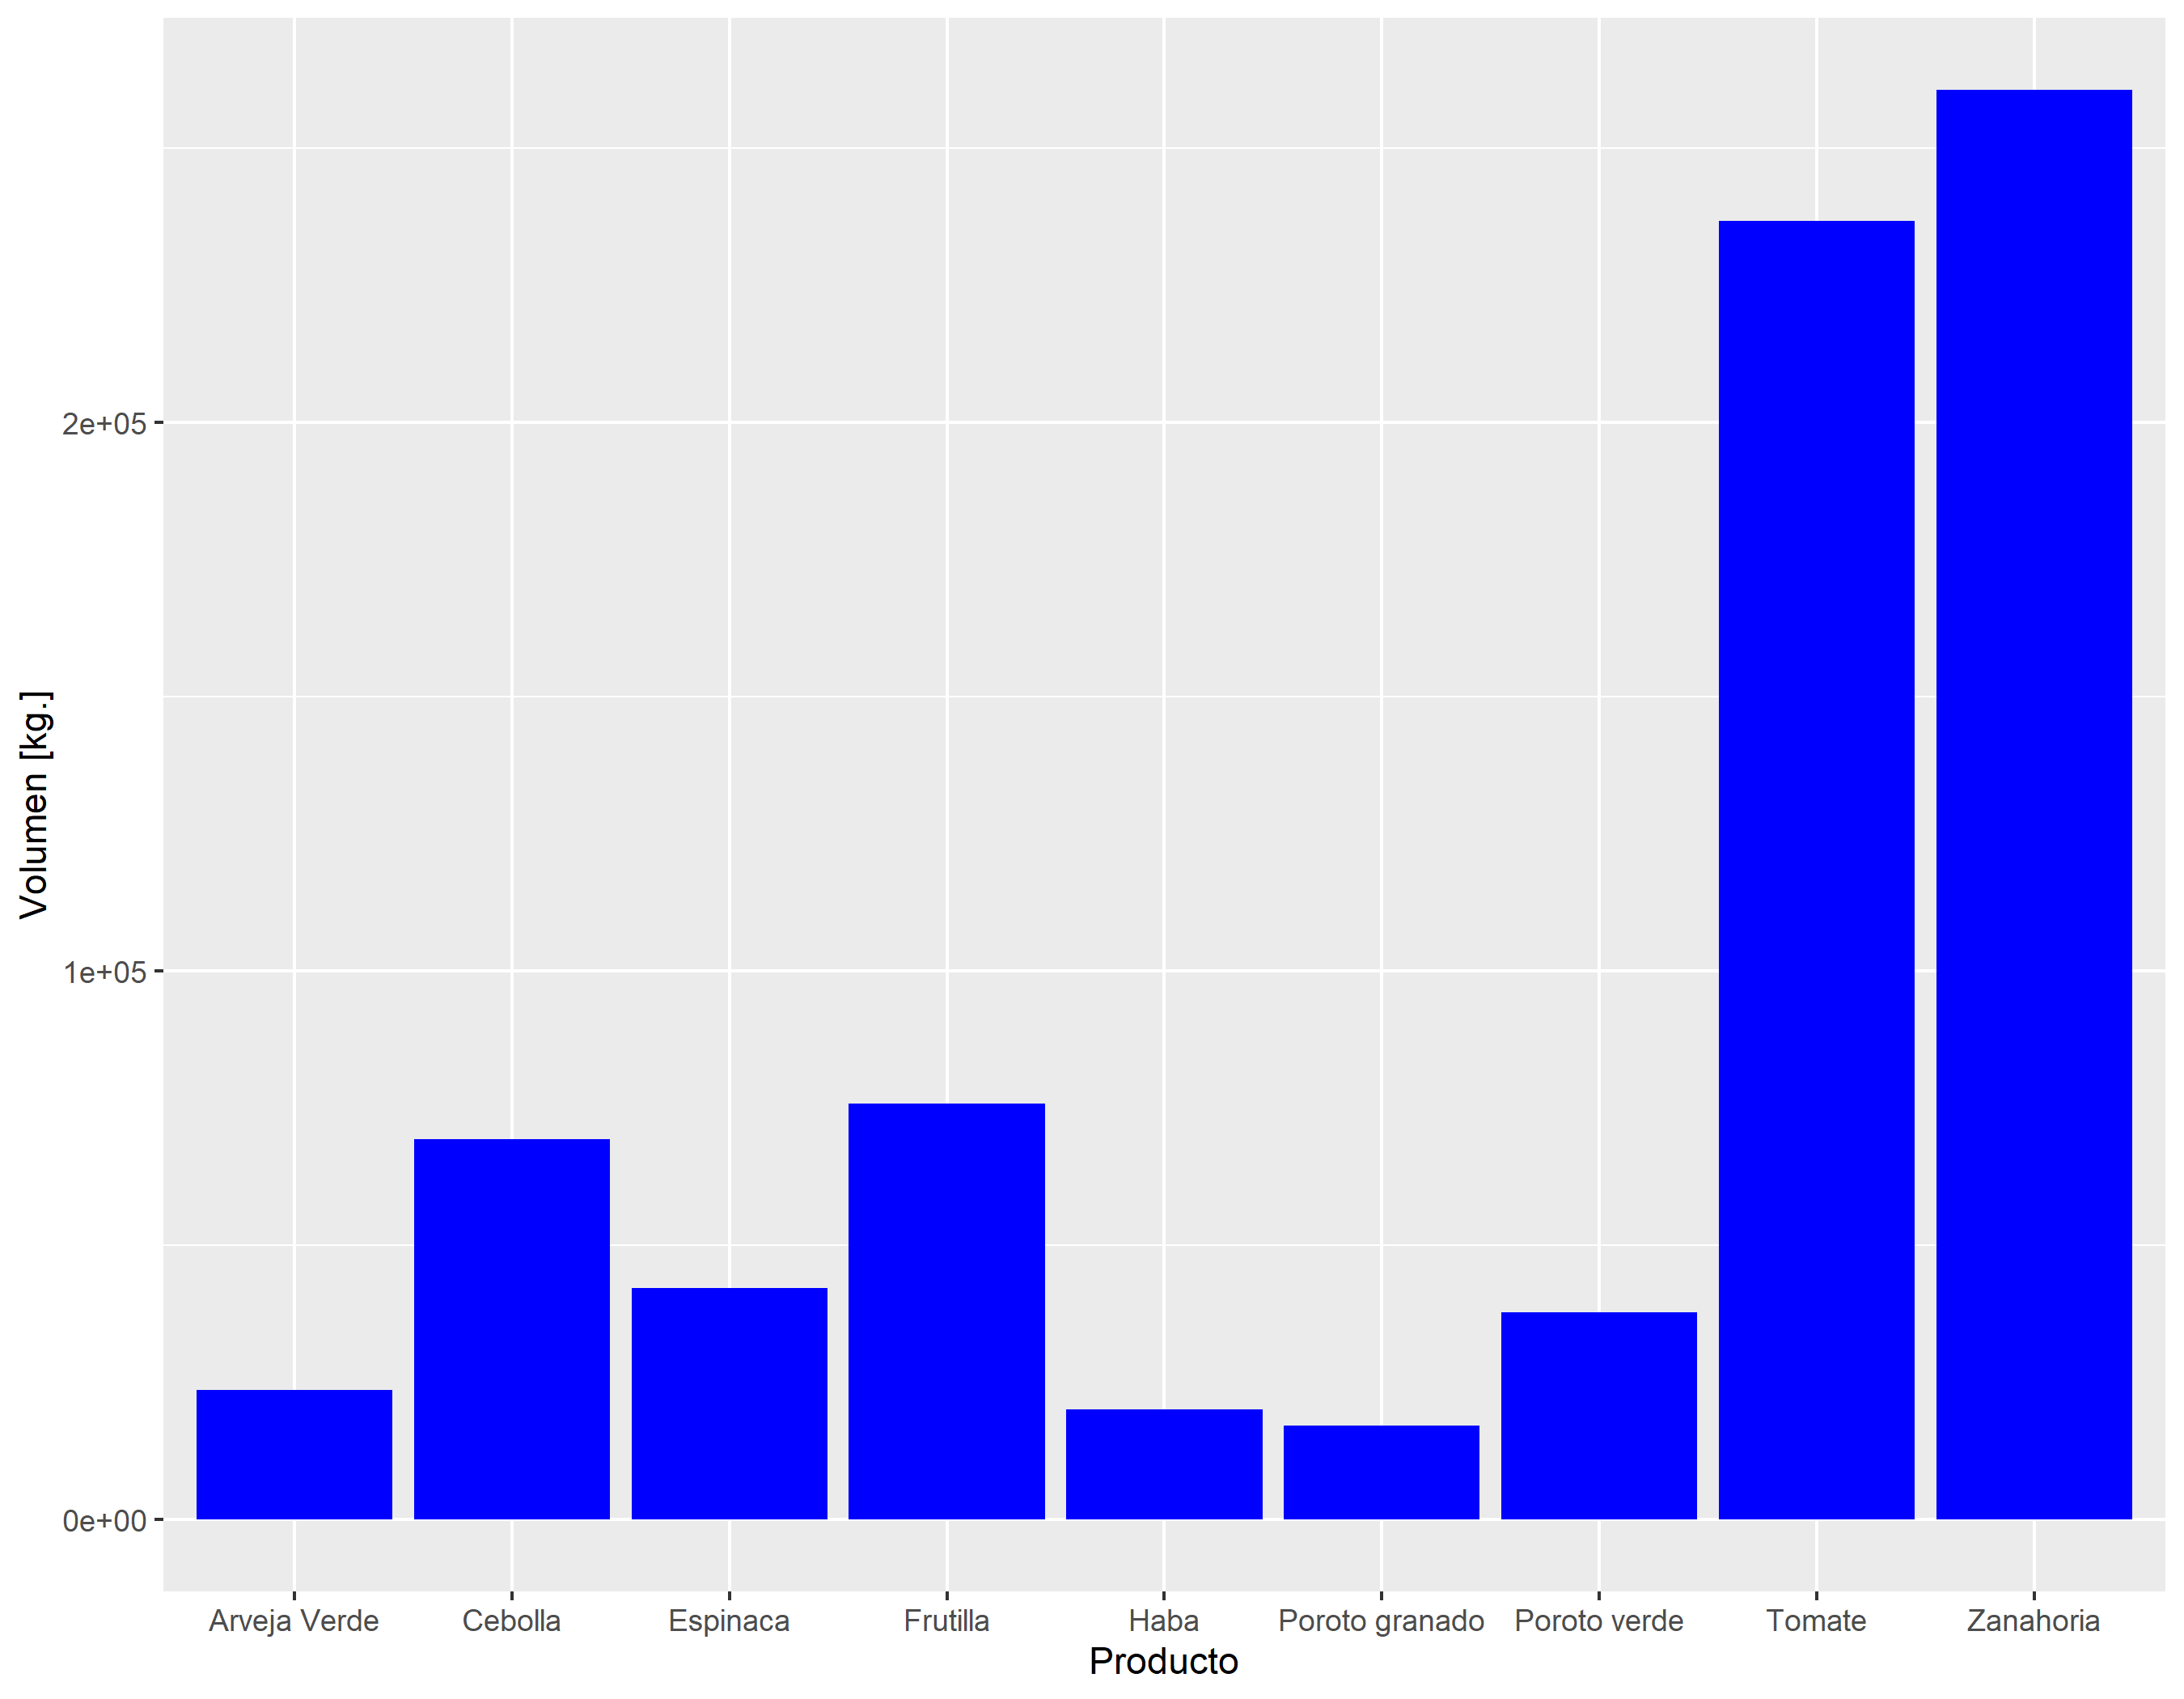 Volumen [kg.]
2e+05
1e+05
0e+00
Arveja Verde Cebolla Espinaca Frutilla Haba Poroto granado Poroto verde Tomate Zanahoria
Producto